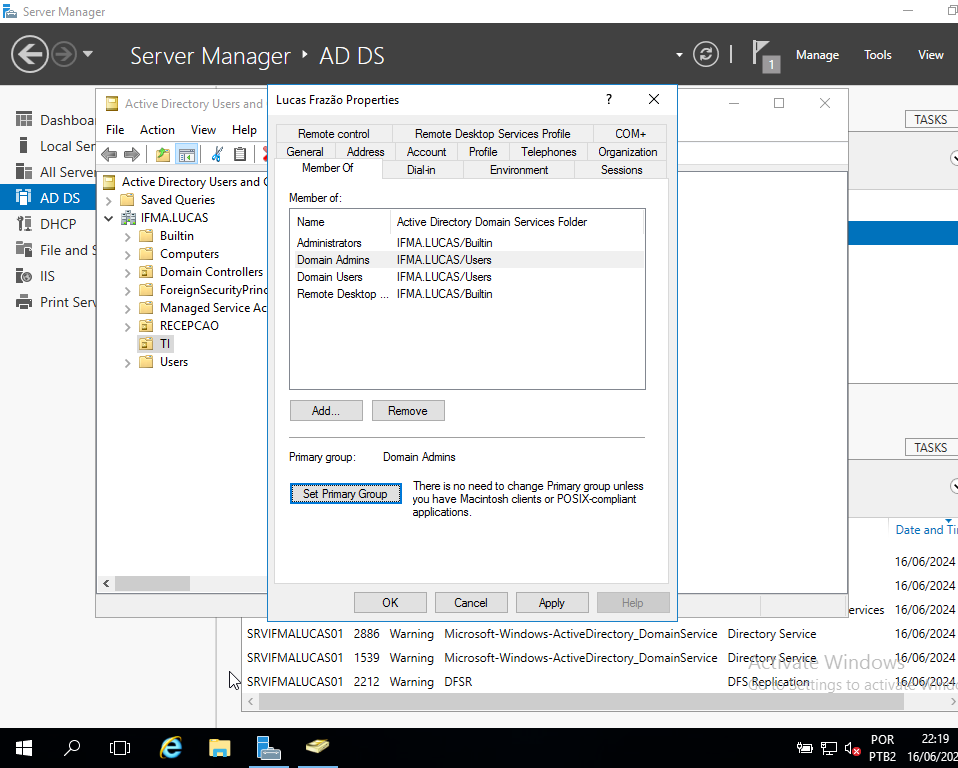 Server Manager
Server Manager ‣ AD DS
1
Manage Tools View
Dashboa
Local Ser
All Server
AD DS
DHCP
File and S
IIS
Print Serv
Active Directory Users and
File Action View Help
Active Directory Users and C
Saved Queries
IFMA.LUCAS
Builtin
Computers
Domain Controllers
ForeignSecurityPrinc
Managed Service Ac
RECEPCAO
TI
Users
Lucas Frazão Properties
?
Remote control Remote Desktop Services Profile COM+
General Address Account Profile Telephones Organization
Member Of Dial-in Environment Sessions
Member of:
Name Active Directory Domain Services Folder
Administrators IFMA.LUCAS/Builtin
Domain Admins IFMA.LUCAS/Users
Domain Users IFMA.LUCAS/Users
Remote Desktop ... IFMA.LUCAS/Builtin
Add... Remove
Primary group: Domain Admins
Set Primary Group
There is no need to change Primary group unless
you have Macintosh clients or POSIX-compliant
applications.
OK Cancel Apply Help
TASKS
TASKS
Date and Ti
16/06/2024
16/06/2024
ervices 16/06/2024
SRVIFMALUCAS01 2886 Warning Microsoft-Windows-ActiveDirectory_DomainService Directory Service 16/06/2024
SRVIFMALUCAS01 1539 Warning Microsoft-Windows-ActiveDirectory_DomainService Directory Service 16/06/2024
SRVIFMALUCAS01 2212 Warning DFSR DFS Replication 16/06/2024
Activate Windows
Go to Settings to activate Windo
POR
PTB2
22:19
16/06/202